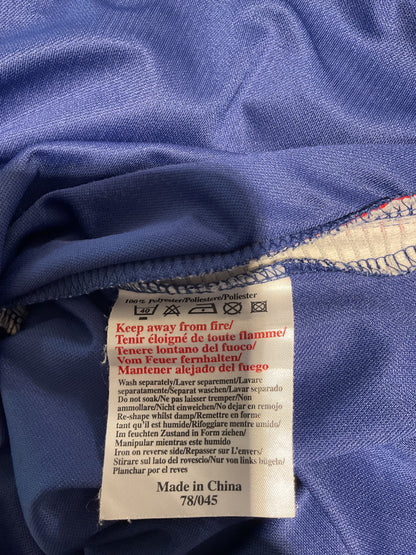 100% Polyester/Poliestere/Poliester
40
Keep away from fire/
Tenir éloigné de toute flamme/
Tenere lontano del fuoco/
Vom Feuer fernhalten/
Mantener alejado del fuego
Wash separately/Laver separement/Lavare
separatamente/Separat waschen/Lavar separado
Do not soak/Ne pas laisser tremper/Non
ammollare/Nicht einweichen/No dejar en remojo
Re-shape whilst damp/Remettre en forme
tant qu'il est humide/Rifoggiare mentre umido/
Im feuchten Zustand in Form ziehen/
Manipular mientras este humido
Iron on reverse side/Repasser sur L'envers/
Stirare sul lato del rovescio/Nur von links bügeln/
Planchar por el reves
Made in China
78/045